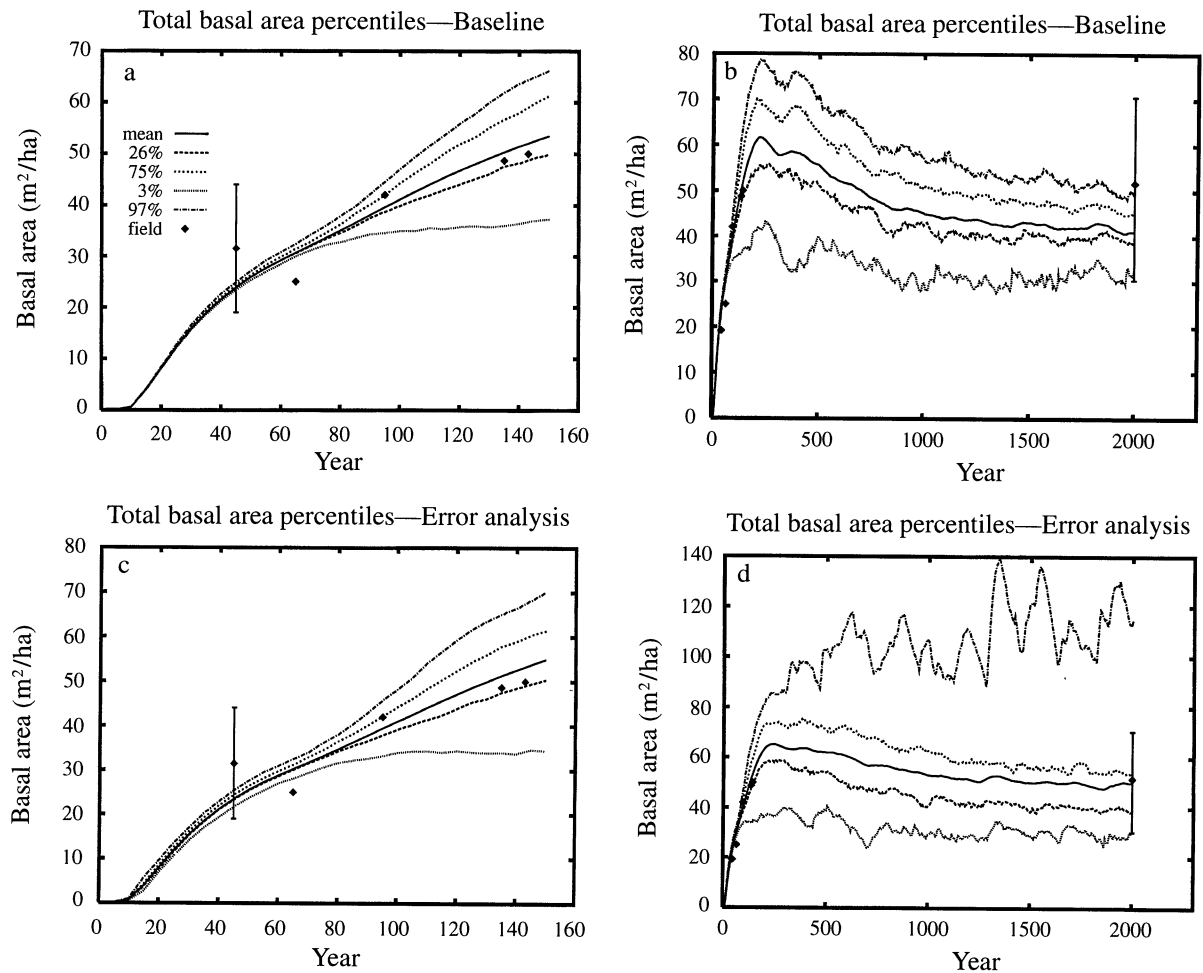 Total basal area percentiles—Baseline
a
70
60
50
40
30
20
10
0
Basal area (m²/ha)
mean
26%
75%
3%
97%
field
0 20 40 60 80 100 120 140 160
Year
Total basal area percentiles—Baseline
b
80
70
60
50
40
30
20
10
0
Basal area (m²/ha)
0 500 1000 1500 2000
Year
Total basal area percentiles—Error analysis
c
80
70
60
50
40
30
20
10
0
Basal area (m²/ha)
0 20 40 60 80 100 120 140 160
Year
Total basal area percentiles—Error analysis
d
140
120
100
80
60
40
20
0
Basal area (m²/ha)
0 500 1000 1500 2000
Year